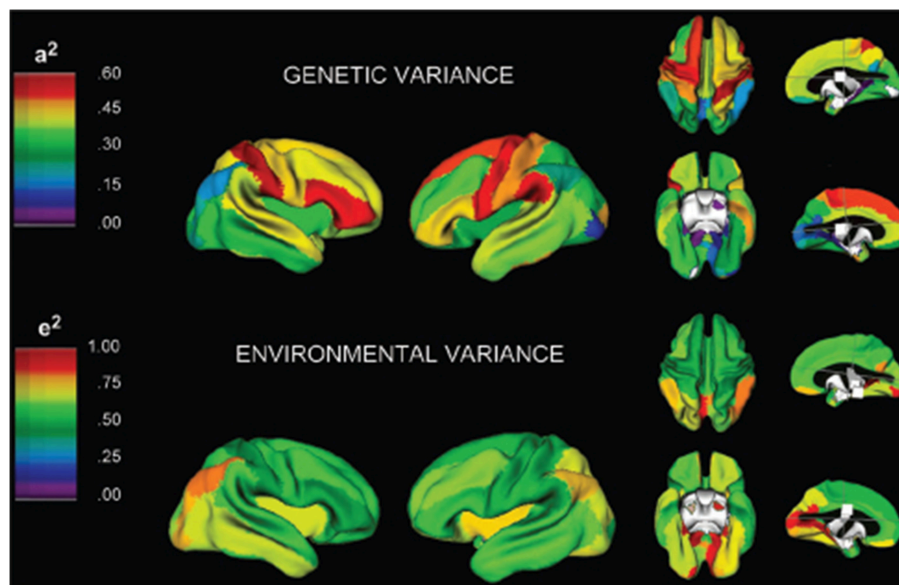 a²
.60
.45
.30
.15
.00
GENETIC VARIANCE
e²
1.00
.75
.50
.25
.00
ENVIRONMENTAL VARIANCE